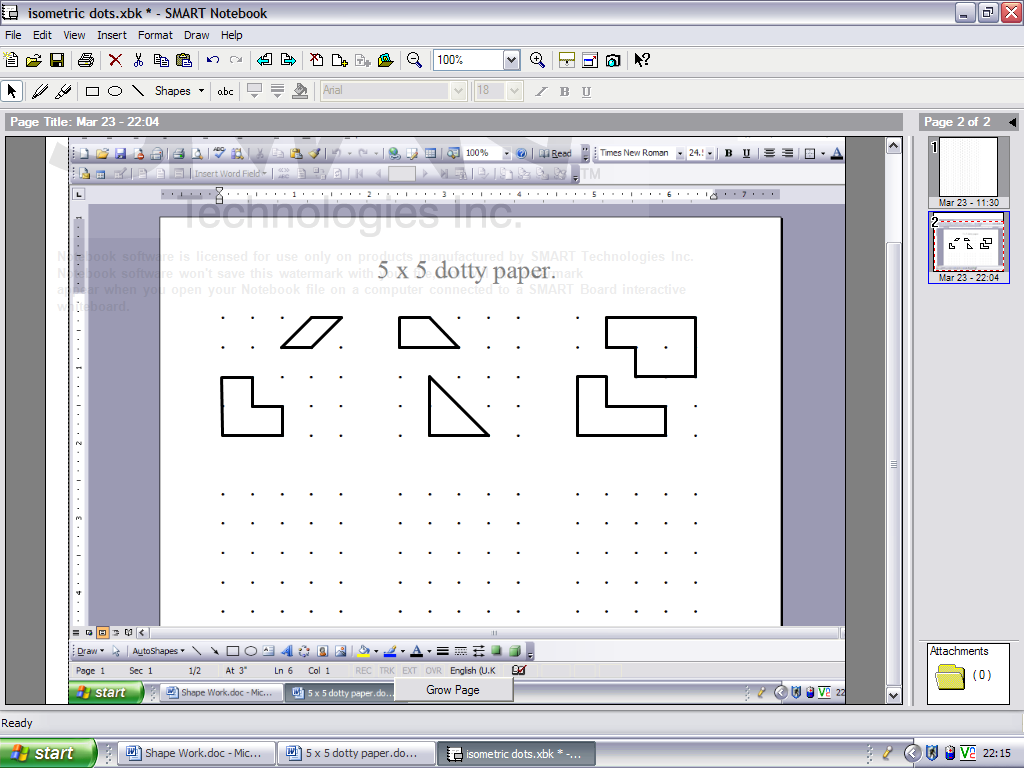 isometric dots.xbk * - SMART Notebook
File Edit View Insert Format Draw Help
100%
Shapes abc Arial 18 B U
Page Title: Mar 23 - 22:04
Page 2 of 2
100% Read Times New Roman 24. B U
Insert Word Field
TM
Technologies Inc.
Notebook software is licensed for use only on products manufactured by SMART Technologies Inc.
Notebook software won't save this watermark with
appear when you open your Notebook file on a computer connected to a SMART Board interactive
whiteboard.
5 x 5 dotty paper.
1
Mar 23 - 11:30
2
Mar 23 - 22:04
Draw AutoShapes
Page 1 Sec 1 1/2 At 3" Ln 6 Col 1 REC TRK EXT OVR English (U.K
start Shape Work.doc - Mic... 5 x 5 dotty paper.do... 22
Grow Page
Attachments
(0)
Ready
start Shape Work.doc - Mic... 5 x 5 dotty paper.do... isometric dots.xbk * -... 22:15